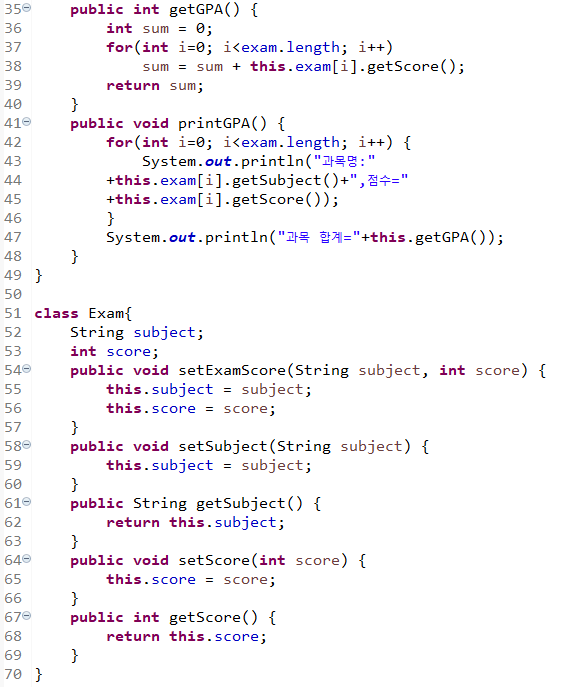 35 public int getGPA() {
36 int sum = 0;
37 for(int i=0; i<exam.length; i++)
38 sum = sum + this.exam[i].getScore();
39 return sum;
40 }
41 public void printGPA() {
42 for(int i=0; i<exam.length; i++) {
43 System.out.println("과목명:"
44 +this.exam[i].getSubject()+",점수="
45 +this.exam[i].getScore());
46 }
47 System.out.println("과목 합계="+this.getGPA());
48 }
49 }
50
51 class Exam{
52 String subject;
53 int score;
54 public void setExamScore(String subject, int score) {
55 this.subject = subject;
56 this.score = score;
57 }
58 public void setSubject(String subject) {
59 this.subject = subject;
60 }
61 public String getSubject() {
62 return this.subject;
63 }
64 public void setScore(int score) {
65 this.score = score;
66 }
67 public int getScore() {
68 return this.score;
69 }
70 }